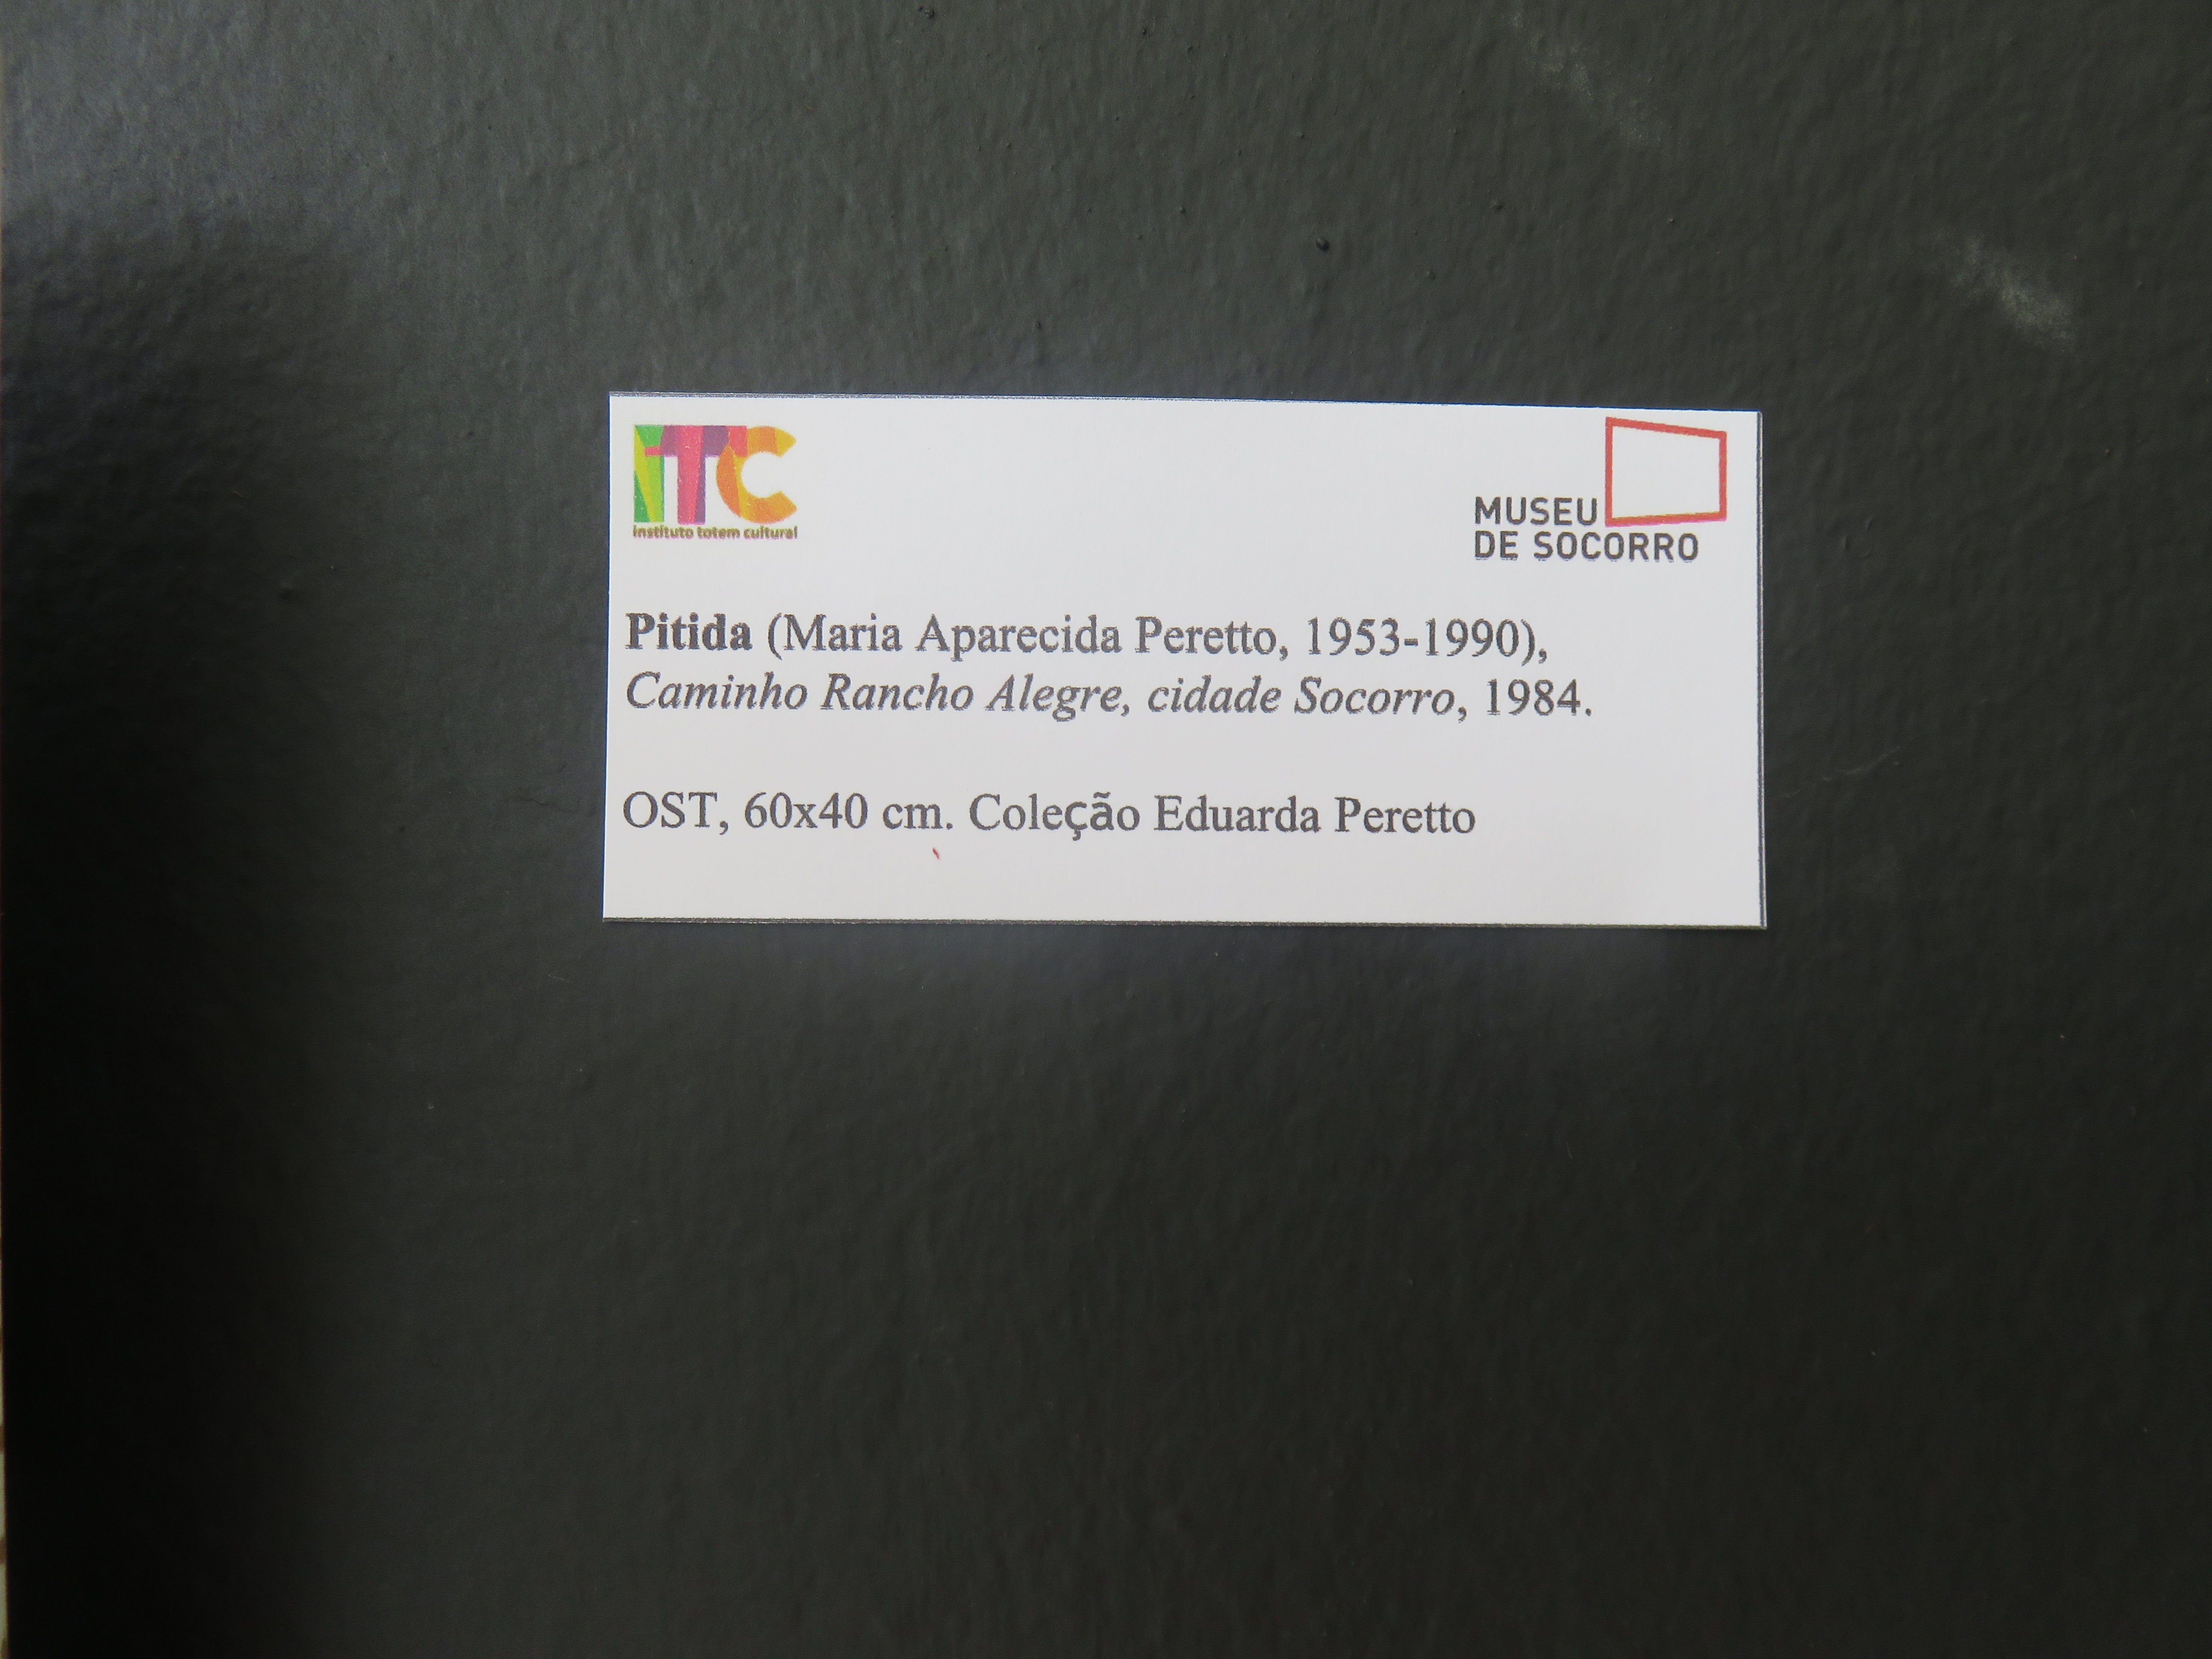 ITC
instituto totem cultural
MUSEU
DE SOCORRO
Pitida (Maria Aparecida Peretto, 1953-1990),
Caminho Rancho Alegre, cidade Socorro, 1984.
OST, 60x40 cm. Coleção Eduarda Peretto